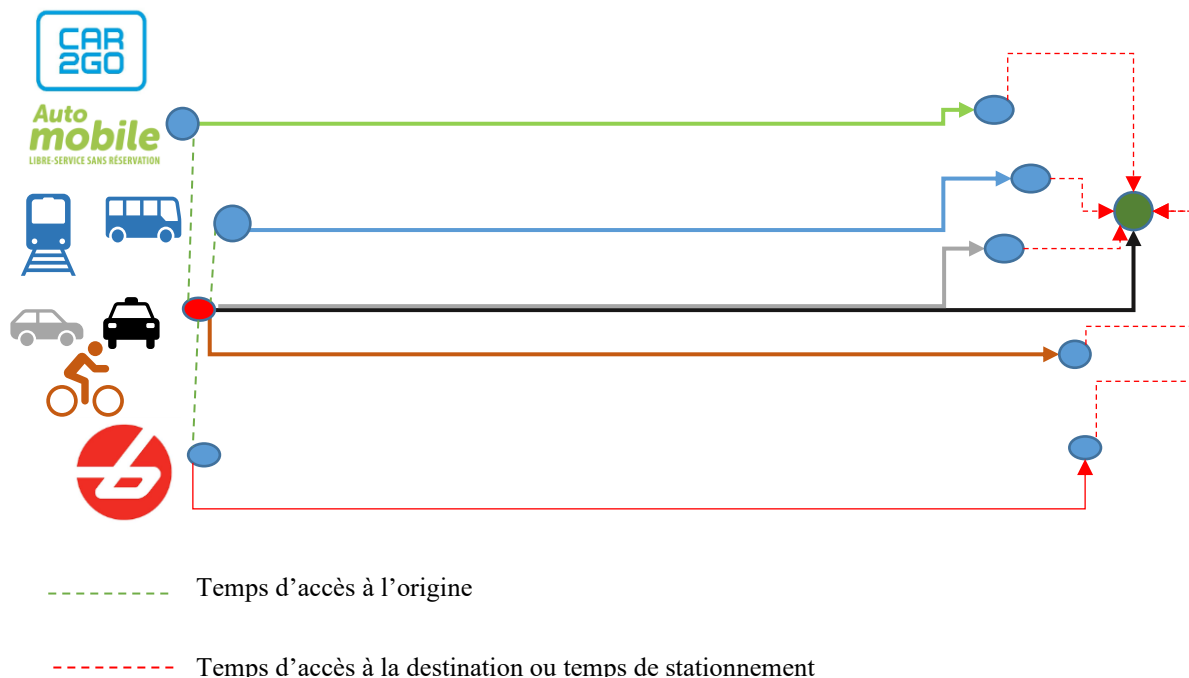 CAR
2GO
Auto
mobile
LIBRE-SERVICE SANS RÉSERVATION
Temps d’accès à l’origine
Temps d’accès à la destination ou temps de stationnement